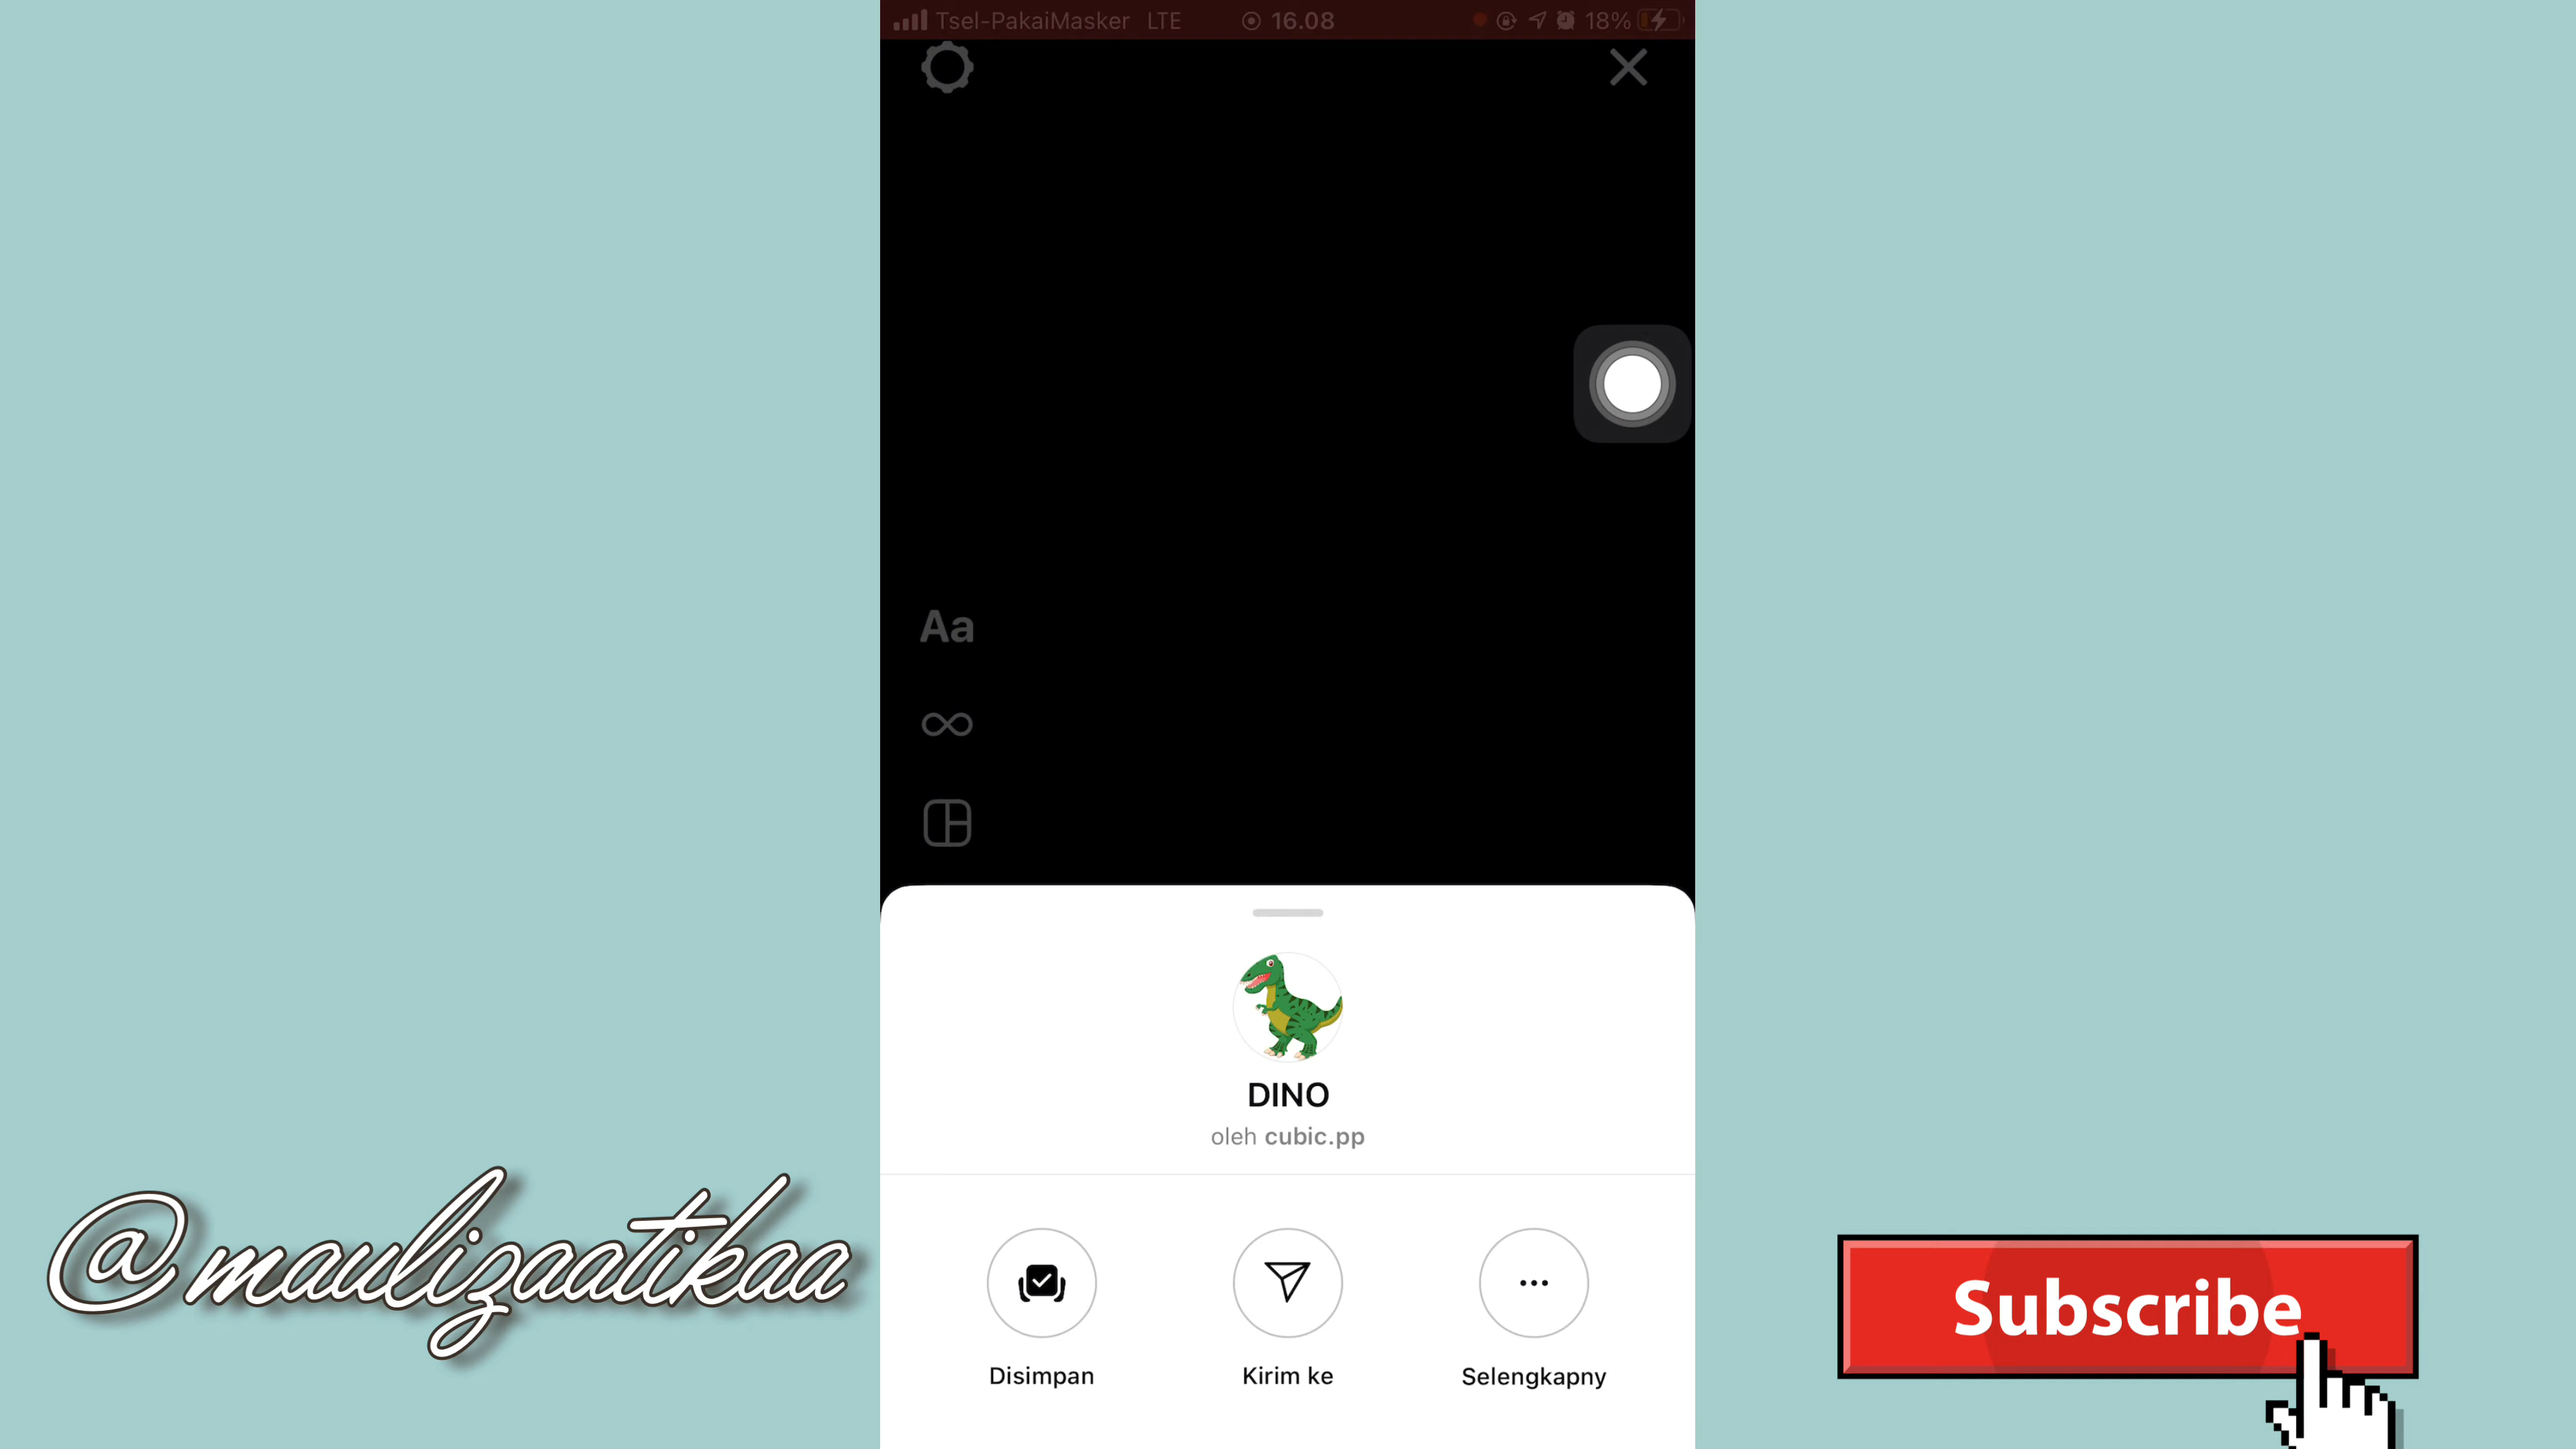 Tsel-PakaiMasker LTE 16.08 18%
Aa
DINO
oleh cubic.pp
Disimpan Kirim ke Selengkapny
@maulizaatikaa
Subscribe